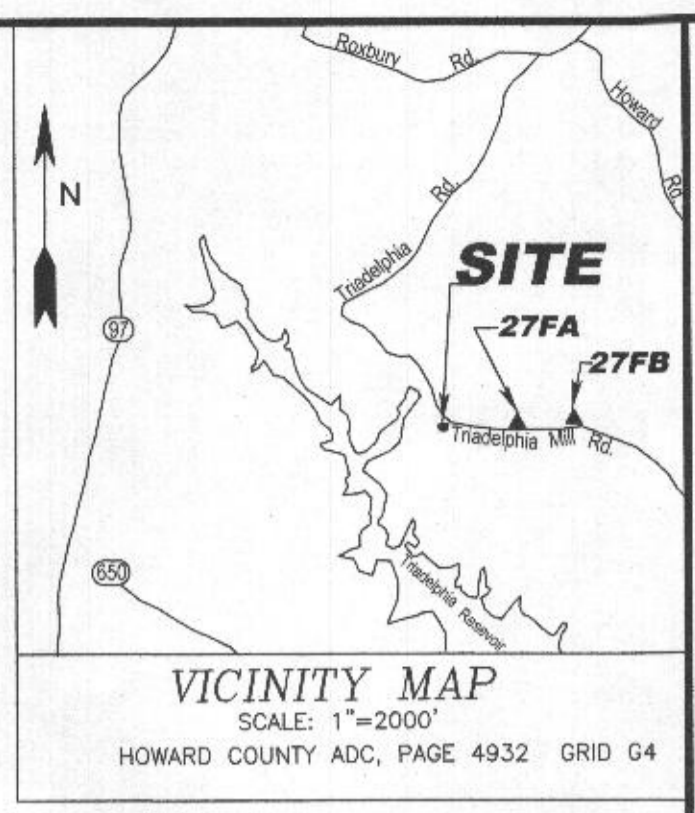 Roxbury Rd.
Howard Rd.
N
Triadelphia Rd.
SITE
27FA
97
27FB
Triadelphia Mill Rd.
650
Triadelphia Rasevoir
VICINITY MAP
SCALE: 1"=2000'
HOWARD COUNTY ADC, PAGE 4932 GRID G4